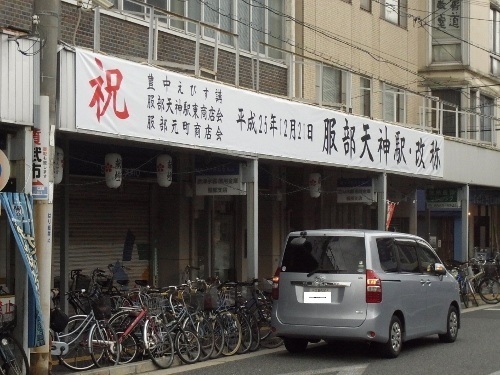 祝
豊中えびす講
服部天神駅東商店会
服部元町商店会
平成25年12月21日
服部天神駅・改称